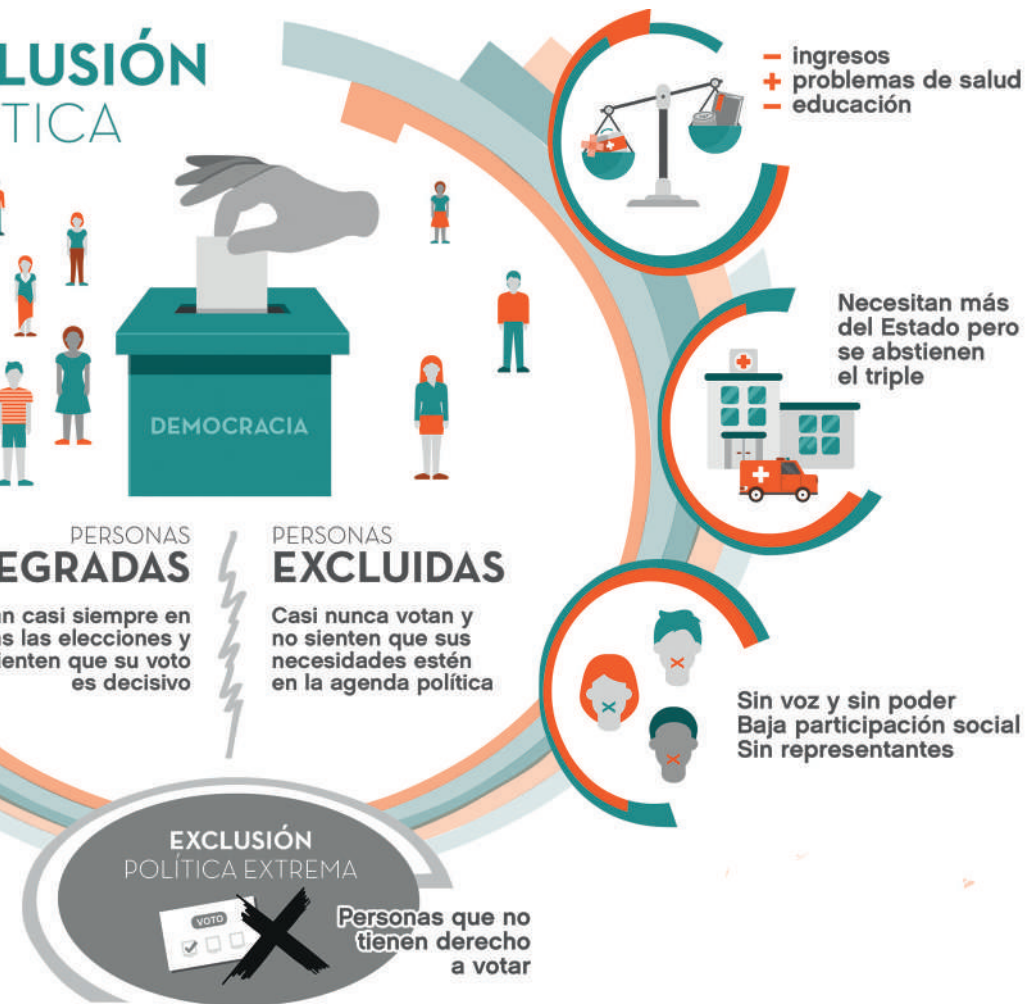 LUSIÓN
TICA
− ingresos
+ problemas de salud
− educación
Necesitan más
del Estado pero
se abstienen
el triple
DEMOCRACIA
PERSONAS
EGRADAS
an casi siempre en
as las elecciones y
ienten que su voto
es decisivo
PERSONAS
EXCLUIDAS
Casi nunca votan y
no sienten que sus
necesidades estén
en la agenda política
Sin voz y sin poder
Baja participación social
Sin representantes
EXCLUSIÓN
POLÍTICA EXTREMA
VOTO
Personas que no
tienen derecho
a votar